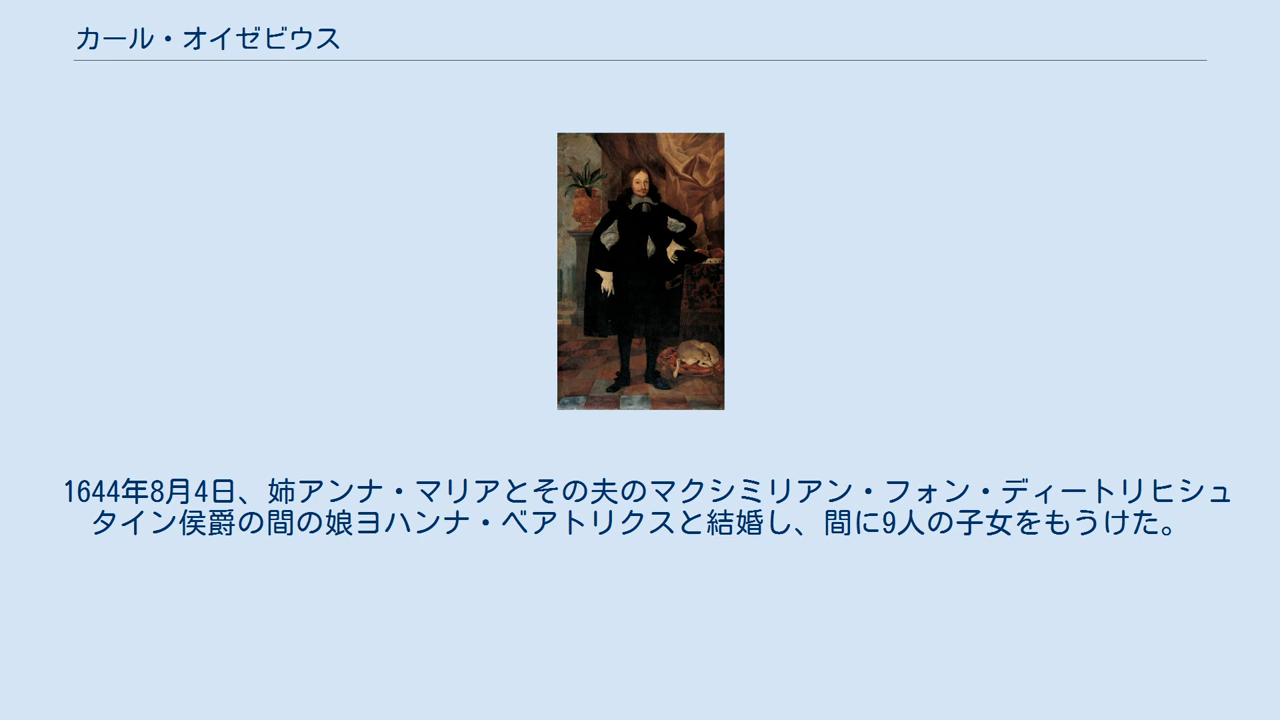 カール・オイゼビウス
1644年8月4日、姉アンナ・マリアとその夫のマクシミリアン・フォン・ディートリヒシュ
タイン侯爵の間の娘ヨハンナ・ベアトリクスと結婚し、間に9人の子女をもうけた。